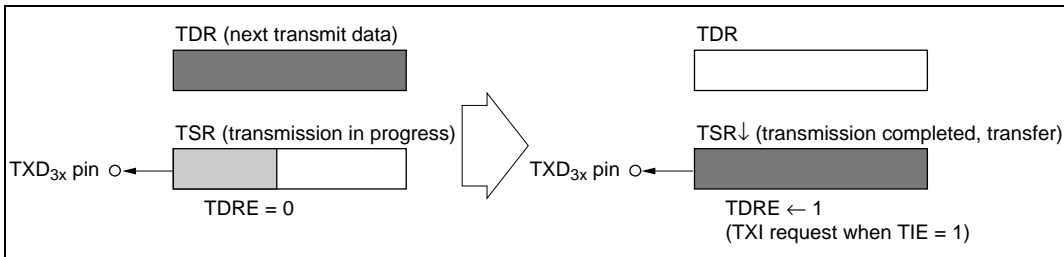 TDR (next transmit data)
TSR (transmission in progress)
TXD3x pin
TDRE = 0
TDR
TSR↓ (transmission completed, transfer)
TXD3x pin
TDRE ← 1
(TXI request when TIE = 1)